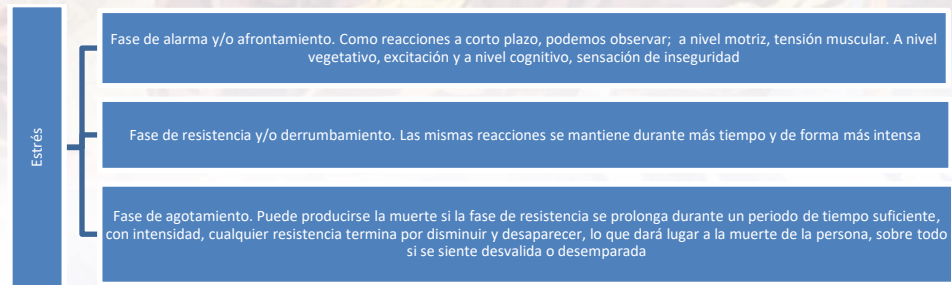 Estrés
Fase de alarma y/o afrontamiento. Como reacciones a corto plazo, podemos observar; a nivel motriz, tensión muscular. A nivel
vegetativo, excitación y a nivel cognitivo, sensación de inseguridad
Fase de resistencia y/o derrumbamiento. Las mismas reacciones se mantiene durante más tiempo y de forma más intensa
Fase de agotamiento. Puede producirse la muerte si la fase de resistencia se prolonga durante un periodo de tiempo suficiente,
con intensidad, cualquier resistencia termina por disminuir y desaparecer, lo que dará lugar a la muerte de la persona, sobre todo
si se siente desvalida o desemparada